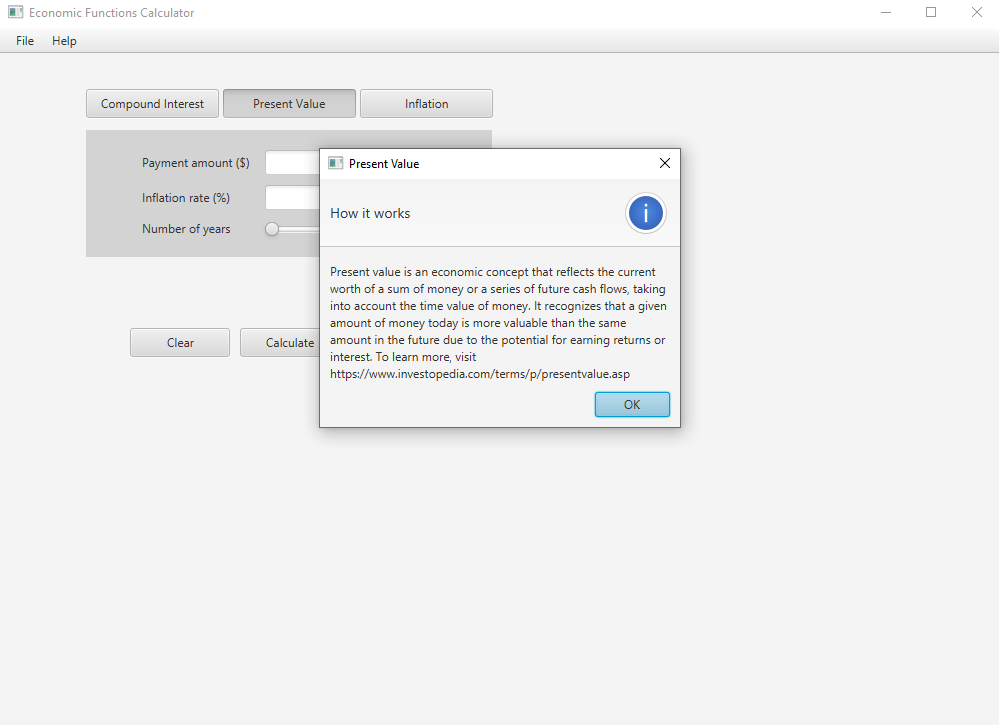 Economic Functions Calculator
File Help
Compound Interest Present Value Inflation
Payment amount ($)
Inflation rate (%)
Number of years
Clear Calculate
Present Value
How it works
i
Present value is an economic concept that reflects the current
worth of a sum of money or a series of future cash flows, taking
into account the time value of money. It recognizes that a given
amount of money today is more valuable than the same
amount in the future due to the potential for earning returns or
interest. To learn more, visit
https://www.investopedia.com/terms/p/presentvalue.asp
OK